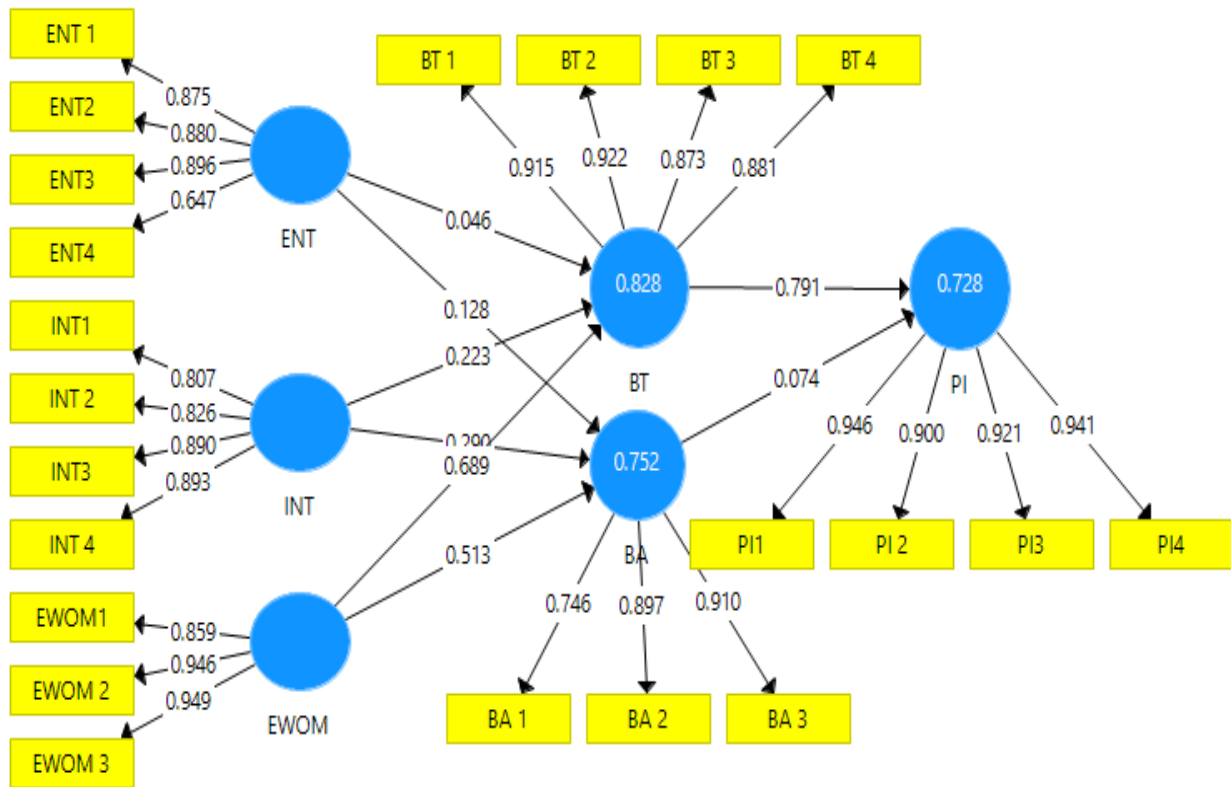 ENT 1
ENT2
ENT3
ENT4
0.875
0.880
0.896
0.647
ENT
INT1
INT 2
INT3
INT 4
0.807
0.826
0.890
0.893
INT
EWOM1
EWOM 2
EWOM 3
0.859
0.946
0.949
EWOM
0.046
0.128
0.223
0.689
0.513
BT 1
BT 2
BT 3
BT 4
0.915
0.922
0.873
0.881
0.828
BT
0.752
BA
0.746
0.897
0.910
BA 1
BA 2
BA 3
0.791
0.074
0.728
PI
0.946
0.900
0.921
0.941
PI1
PI 2
PI3
PI4